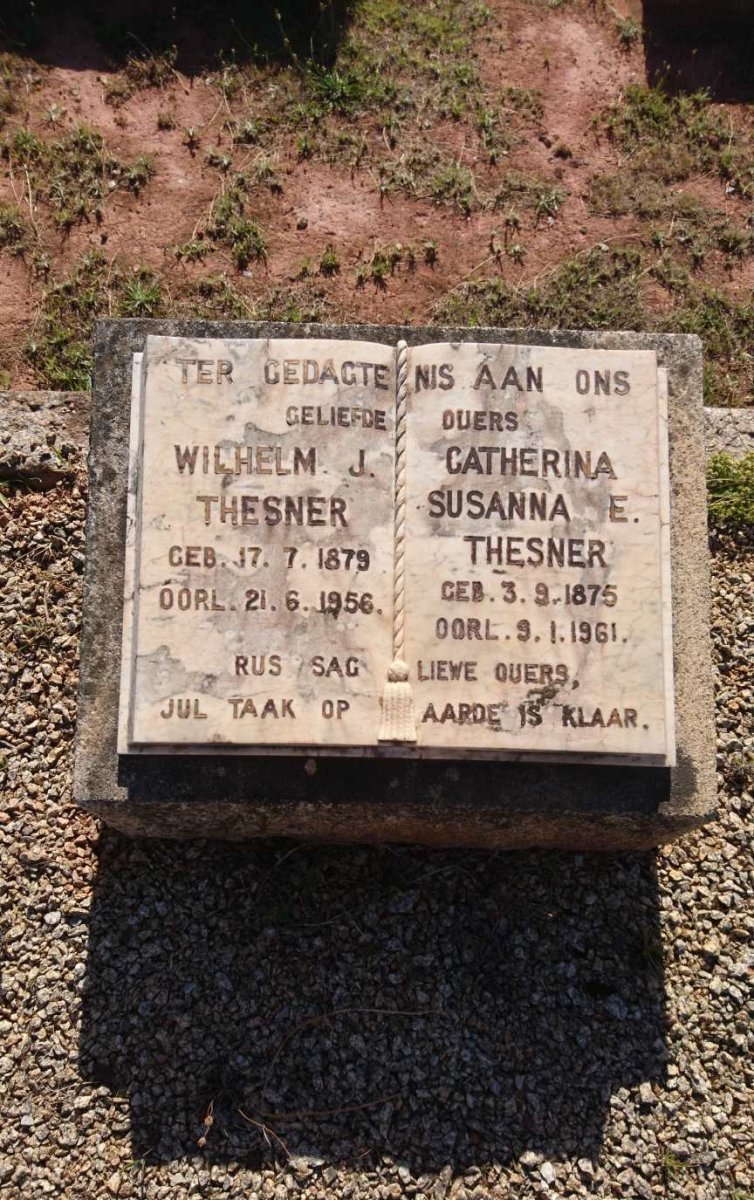 TER GEDAGTENIS AAN ONS
GELIEFDE OUERS
WILHELM J.
THESNER
GEB. 17. 7. 1879
OORL. 21. 6. 1956.
CATHERINA
SUSANNA E.
THESNER
GEB. 3. 9. 1875
OORL. 9. 1. 1961.
RUS SAG LIEWE OUERS,
JUL TAAK OP AARDE IS KLAAR.